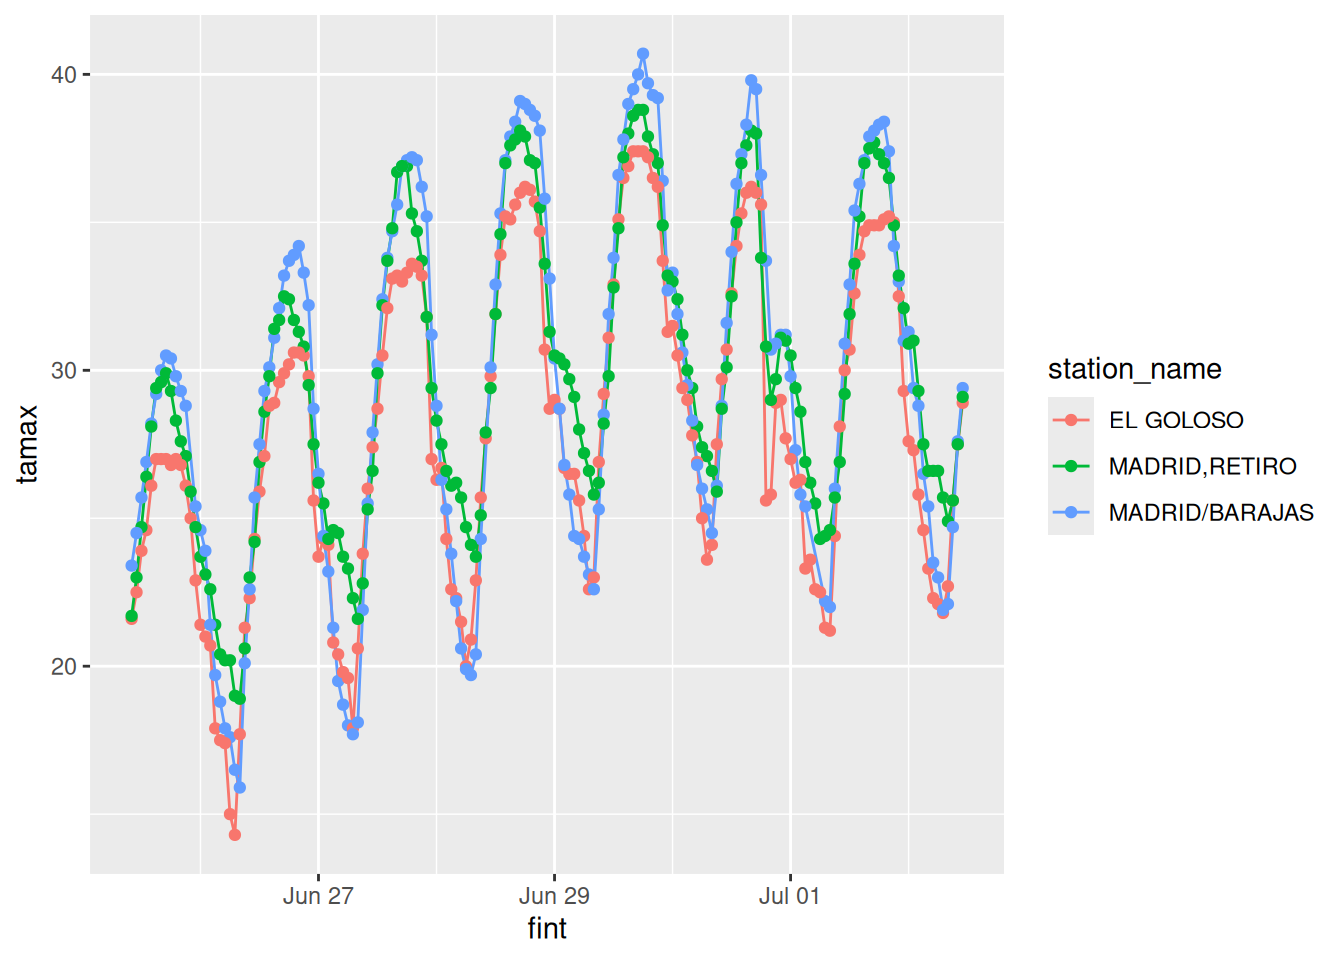 40
30
20
tamax
Jun 27
Jun 29
Jul 01
fint
station_name
EL GOLOSO
MADRID,RETIRO
MADRID/BARAJAS